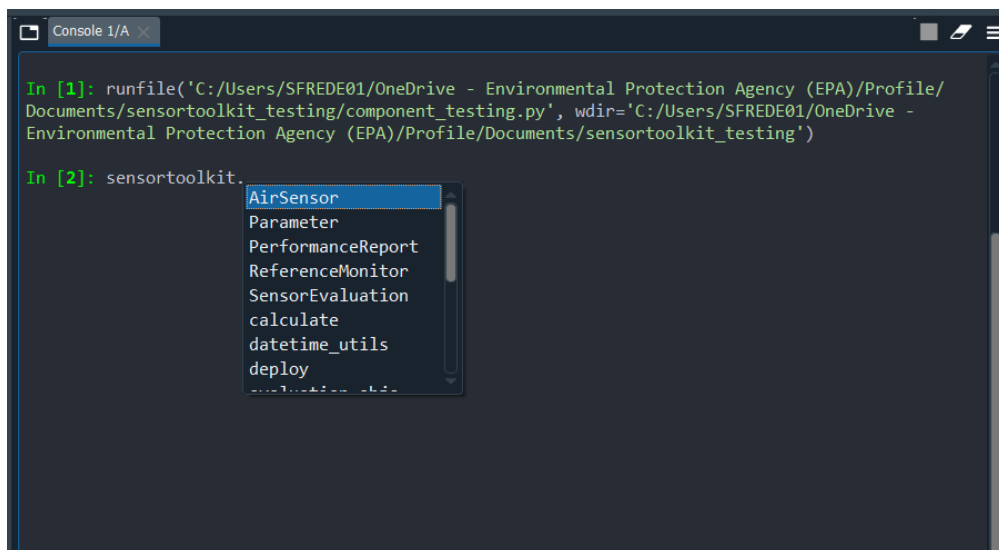 Console 1/A
In [1]: runfile('C:/Users/SFREDE01/OneDrive - Environmental Protection Agency (EPA)/Profile/
Documents/sensortoolkit_testing/component_testing.py', wdir='C:/Users/SFREDE01/OneDrive -
Environmental Protection Agency (EPA)/Profile/Documents/sensortoolkit_testing')
In [2]: sensortoolkit.
AirSensor
Parameter
PerformanceReport
ReferenceMonitor
SensorEvaluation
calculate
datetime_utils
deploy